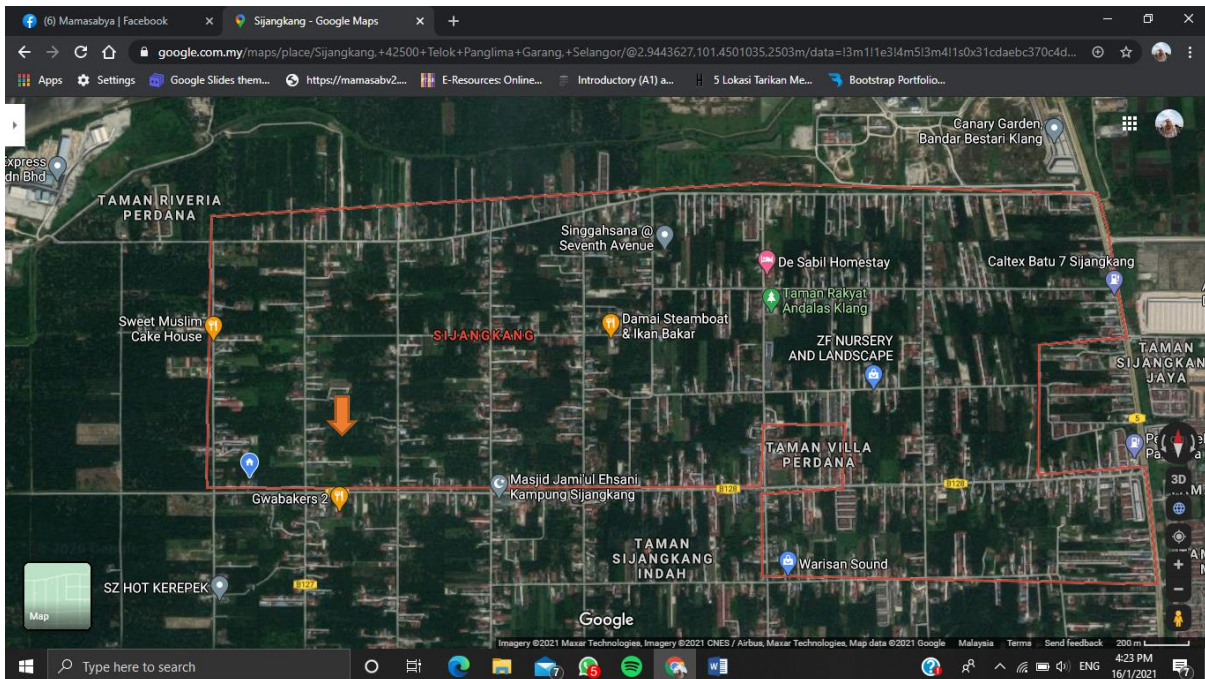 (6) Mamasabya | Facebook
Sijangkang - Google Maps
google.com.my/maps/place/Sijangkang,+42500+Telok+Panglima+Garang,+Selangor/@2.9443627,101.4501035,2503m/data=!3m1!1e3!4m5!3m4!1s0x31cdaebc370c4d...
Apps
Settings
Google Slides them...
https://mamasabv2....
E-Resources: Online...
Introductory (A1) a...
5 Lokasi Tarikan Me...
Bootstrap Portfolio...
Canary Garden,
Bandar Bestari Klang
dn Bhd
TAMAN RIVERIA
PERDANA
Singgahsana @
Seventh Avenue
De Sabil Homestay
Caltex Batu 7 Sijangkang
Taman Rakyat
Andalas Klang
Sweet Muslim
Cake House
SIJANGKANG
Damai Steamboat
& Ikan Bakar
ZF NURSERY
AND LANDSCAPE
TAMAN
SIJANGKAN
JAYA
5
TAMAN VILLA
PERDANA
Masjid Jami'ul Ehsani
Kampung Sijangkang
B128
B128
3D
Gwabakers 2
TAMAN
SIJANGKANG
INDAH
Warisan Sound
SZ HOT KEREPEK
B127
Map
Google
Imagery ©2021 Maxar Technologies, Imagery ©2021 CNES / Airbus, Maxar Technologies, Map data ©2021 Google Malaysia Terms Send feedback 200 m
Type here to search
7
5
ENG
4:23 PM
16/1/2021
7